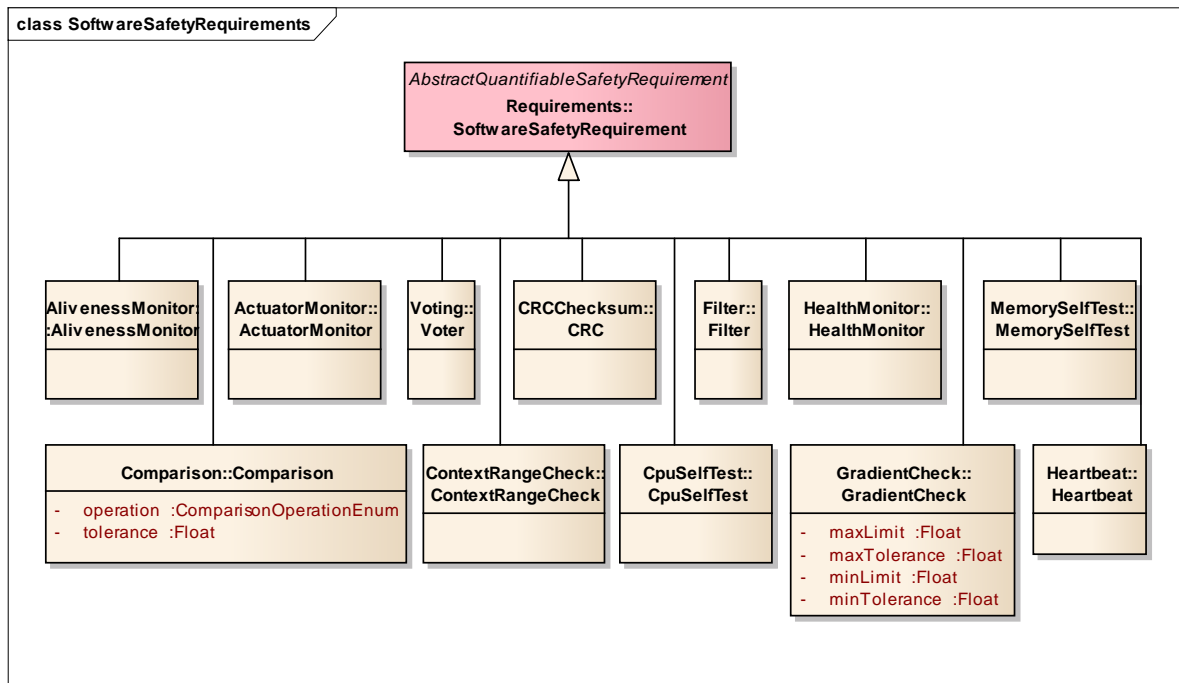 class SoftwareSafetyRequirements
AbstractQuantifiableSafetyRequirement
Requirements::
SoftwareSafetyRequirement
AlivenessMonitor:
:AlivenessMonitor
ActuatorMonitor::
ActuatorMonitor
Voting::
Voter
CRCChecksum::
CRC
Filter::
Filter
HealthMonitor::
HealthMonitor
MemorySelfTest::
MemorySelfTest
Comparison::Comparison
- operation :ComparisonOperationEnum
- tolerance :Float
ContextRangeCheck::
ContextRangeCheck
CpuSelfTest::
CpuSelfTest
GradientCheck::
GradientCheck
- maxLimit :Float
- maxTolerance :Float
- minLimit :Float
- minTolerance :Float
Heartbeat::
Heartbeat